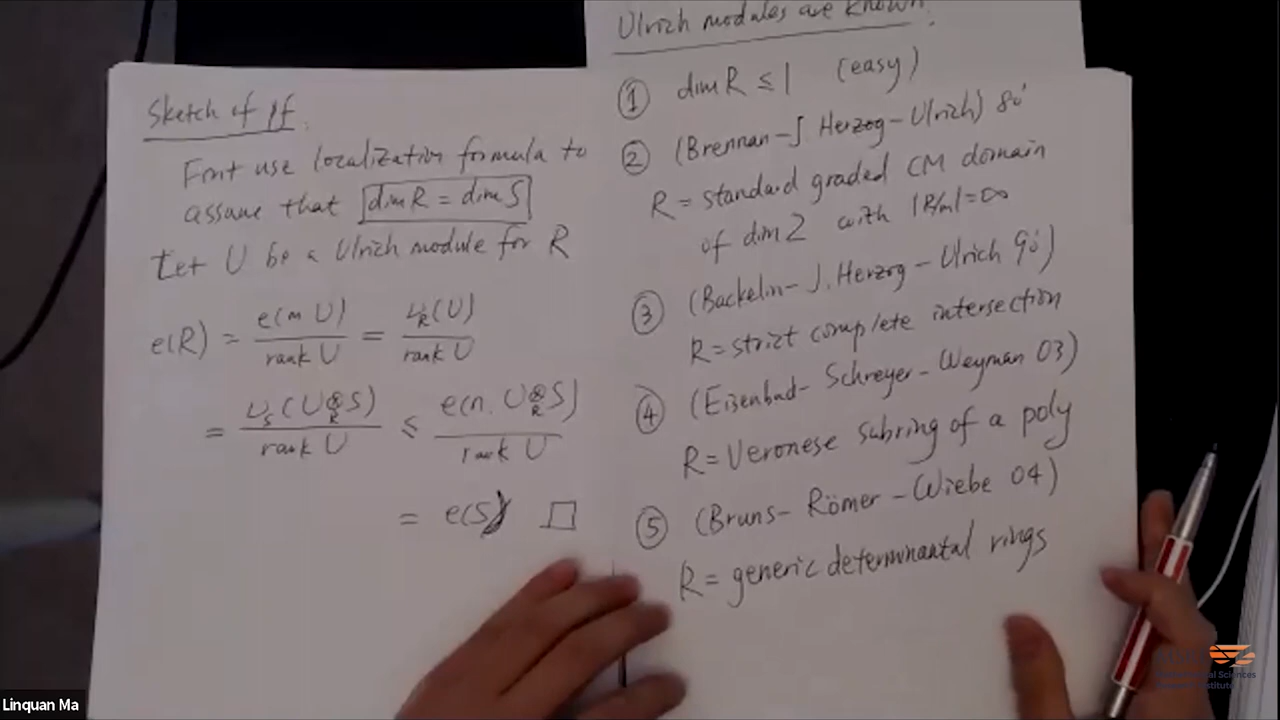 Sketch of pf.
First use localization formula to
assume that dim R = dim S
Let U be a Ulrich module for R
e(R) = e(m U) / rank U = ν_R(U) / rank U
= ν_S(U⊗_R S) / rank U ≤ e(n, U⊗_R S) / rank U
= e(S) □
Ulrich modules are known.
① dim R ≤ 1 (easy)
② (Brennan-J Herzog-Ulrich) 80'
R = standard graded CM domain
of dim 2 with |R/m| = ∞
③ (Backelin-J. Herzog-Ulrich 90')
R = strict complete intersection
④ (Eisenbud-Schreyer-Weyman 03)
R = Veronese subring of a poly
⑤ (Bruns-Römer-Wiebe 04)
R = generic determinantal rings
Linquan Ma